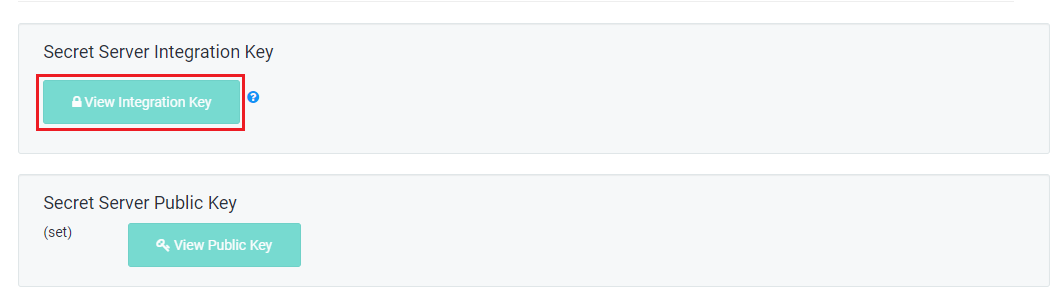 Secret Server Integration Key
View Integration Key ?
Secret Server Public Key
(set) View Public Key